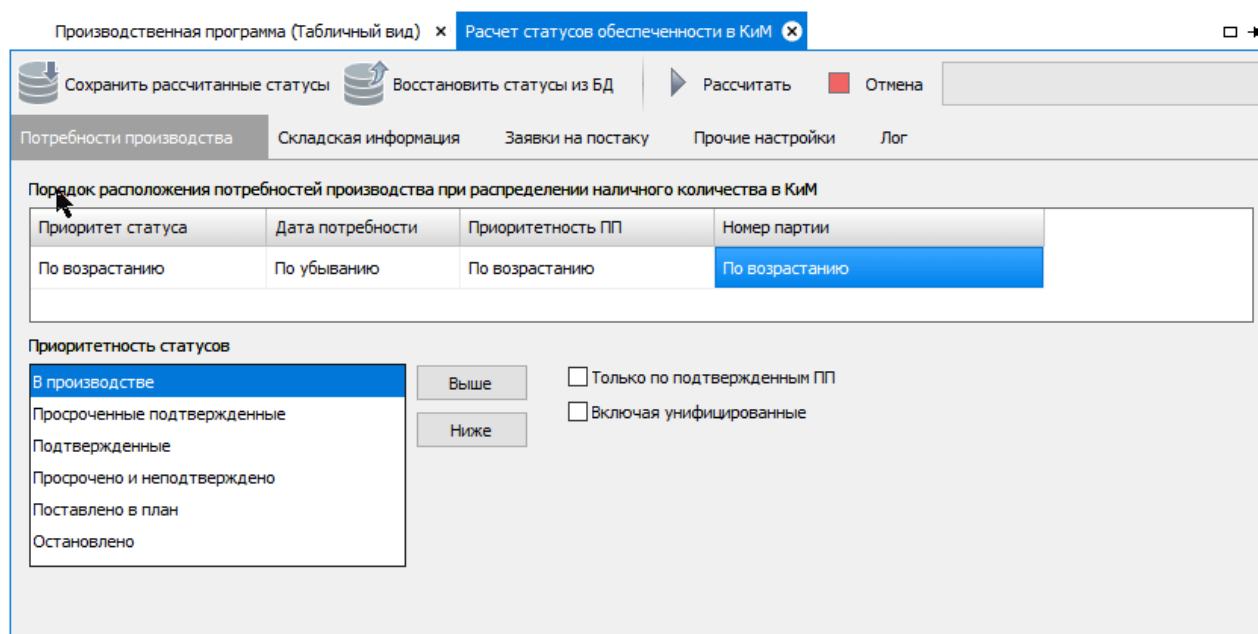 Производственная программа (Табличный вид) Расчет статусов обеспеченности в КиМ
Сохранить рассчитанные статусы Восстановить статусы из БД Рассчитать Отмена
Потребности производства Складская информация Заявки на постаку Прочие настройки Лог
Порядок расположения потребностей производства при распределении наличного количества в КиМ
Приоритет статуса Дата потребности Приоритетность ПП Номер партии
По возрастанию По убыванию По возрастанию По возрастанию
Приоритетность статусов
В производстве Выше Только по подтвержденным ПП
Просроченные подтвержденные Включая унифицированные
Подтвержденные Ниже
Просрочено и неподтверждено
Поставлено в план
Остановлено